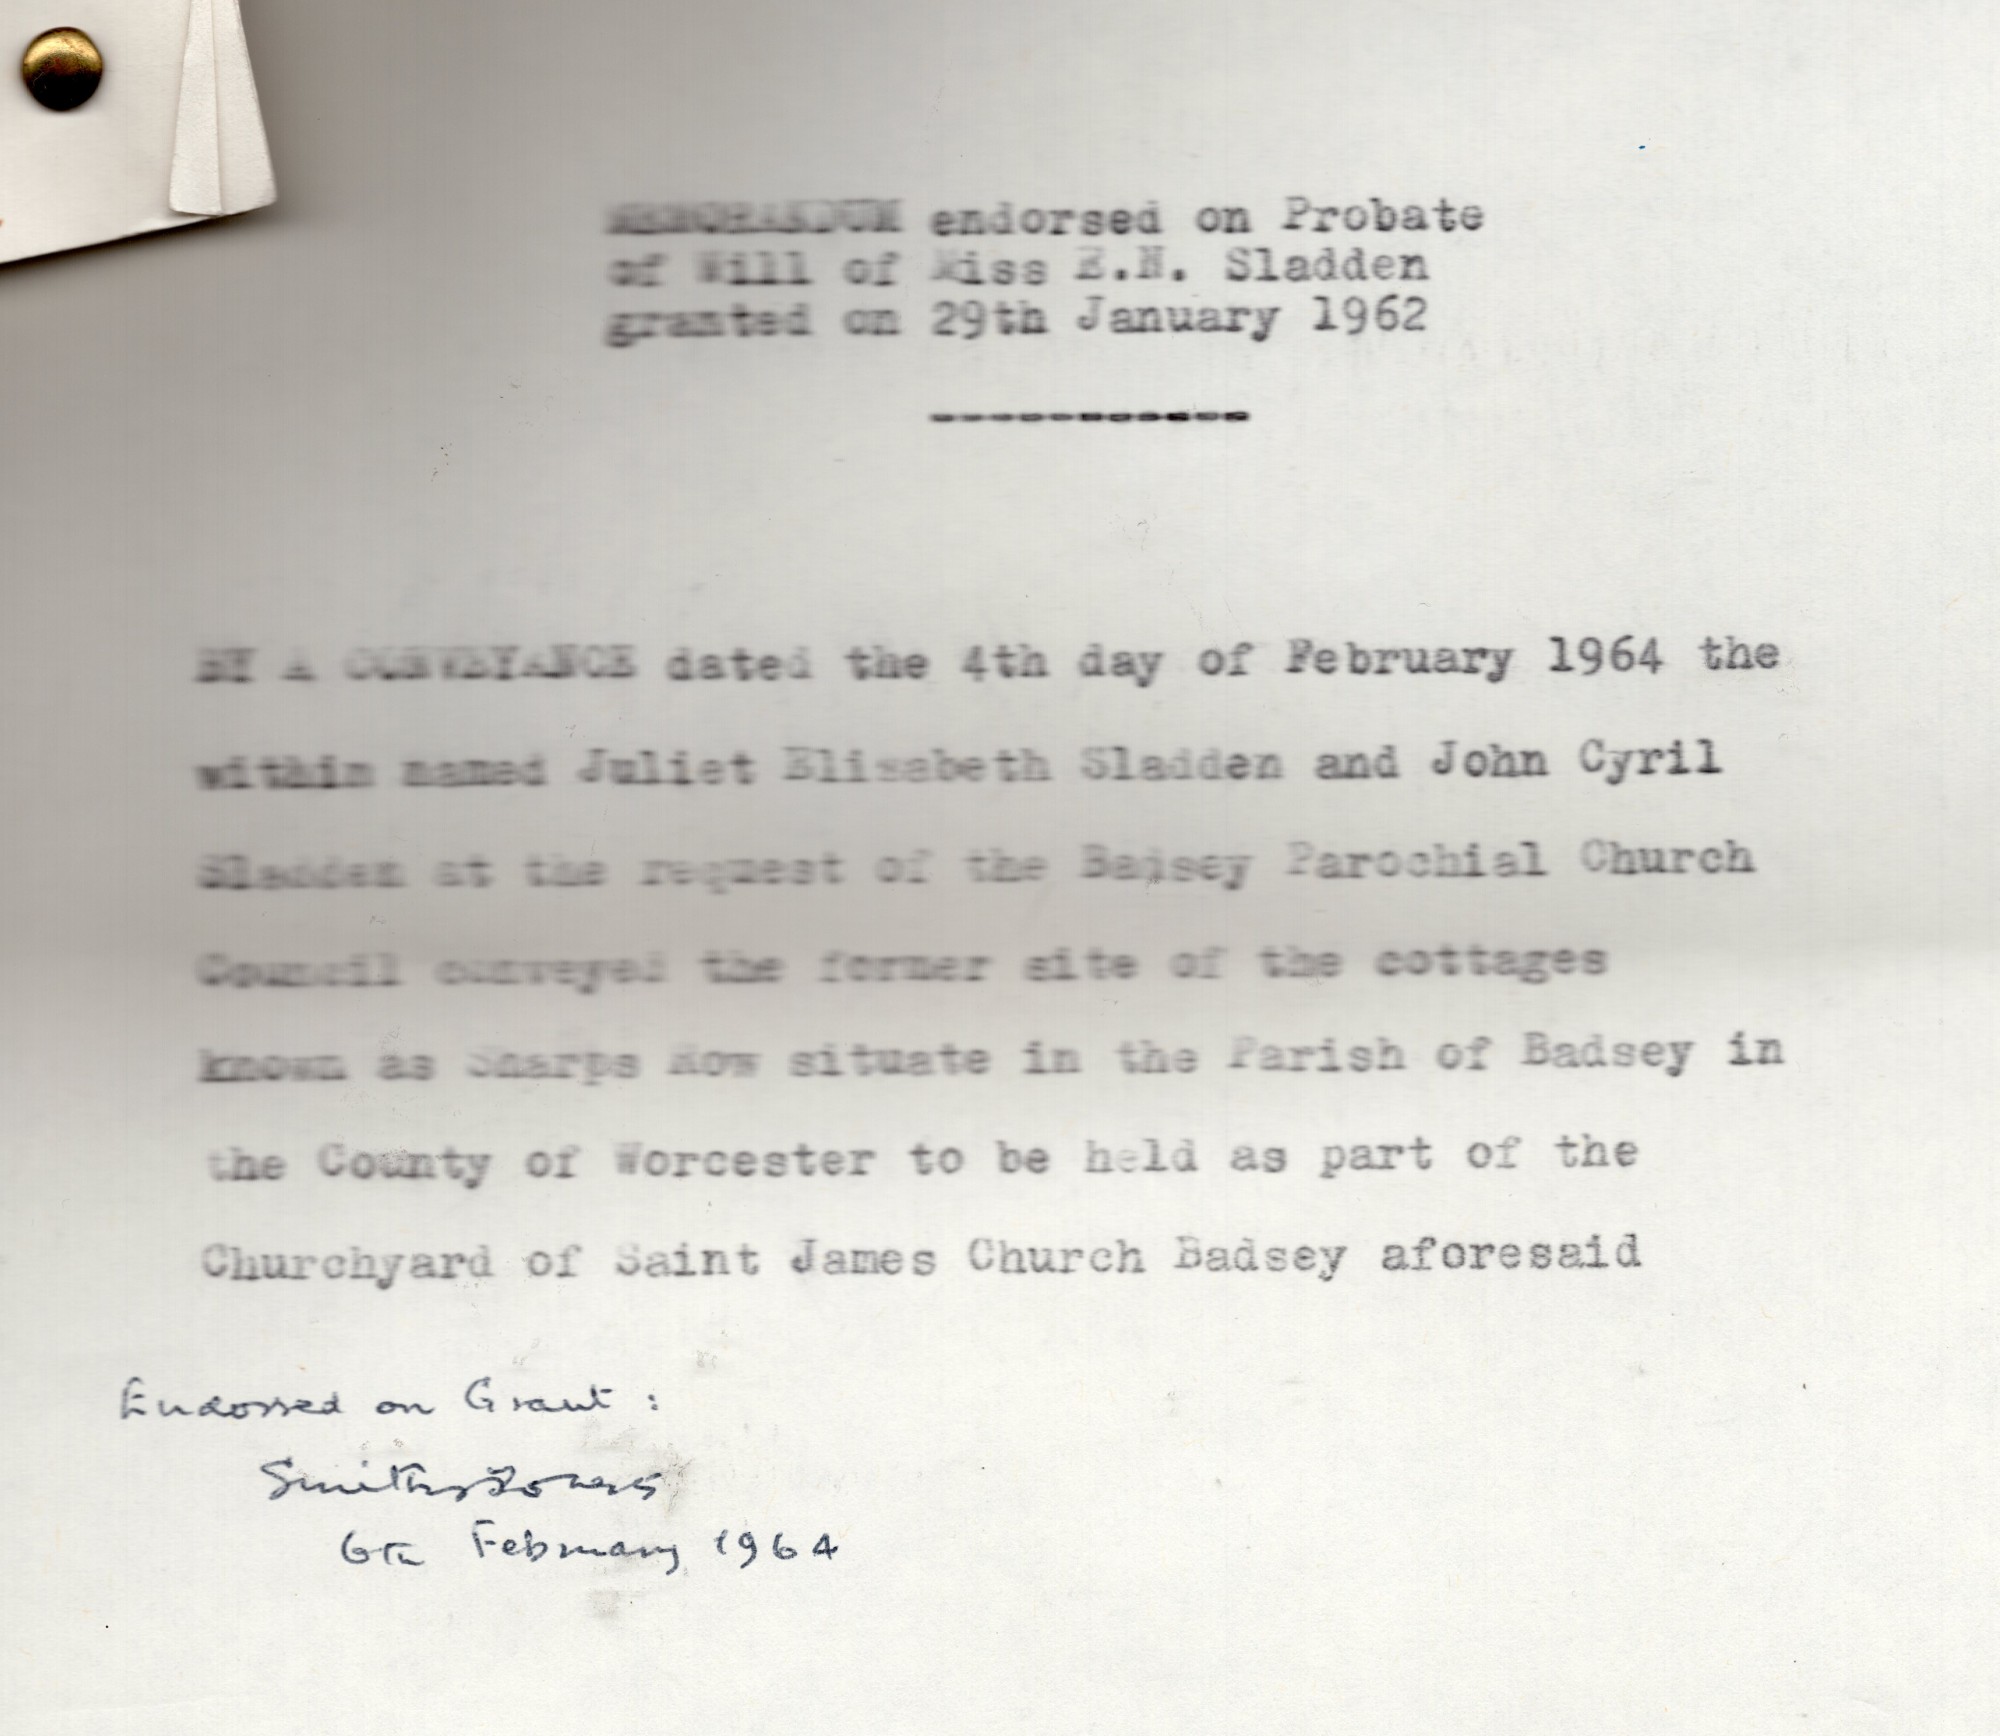 MEMORANDUM endorsed on Probate
of Will of Miss E.N. Sladden
granted on 29th January 1962
-----------
BY A CONVEYANCE dated the 4th day of February 1964 the
within named Juliet Elisabeth Sladden and John Cyril
Sladden at the request of the Badsey Parochial Church
Council conveyed the former site of the cottages
known as Sharps Row situate in the Parish of Badsey in
the County of Worcester to be held as part of the
Churchyard of Saint James Church Badsey aforesaid
Endorsed on Grant:
6th February 1964